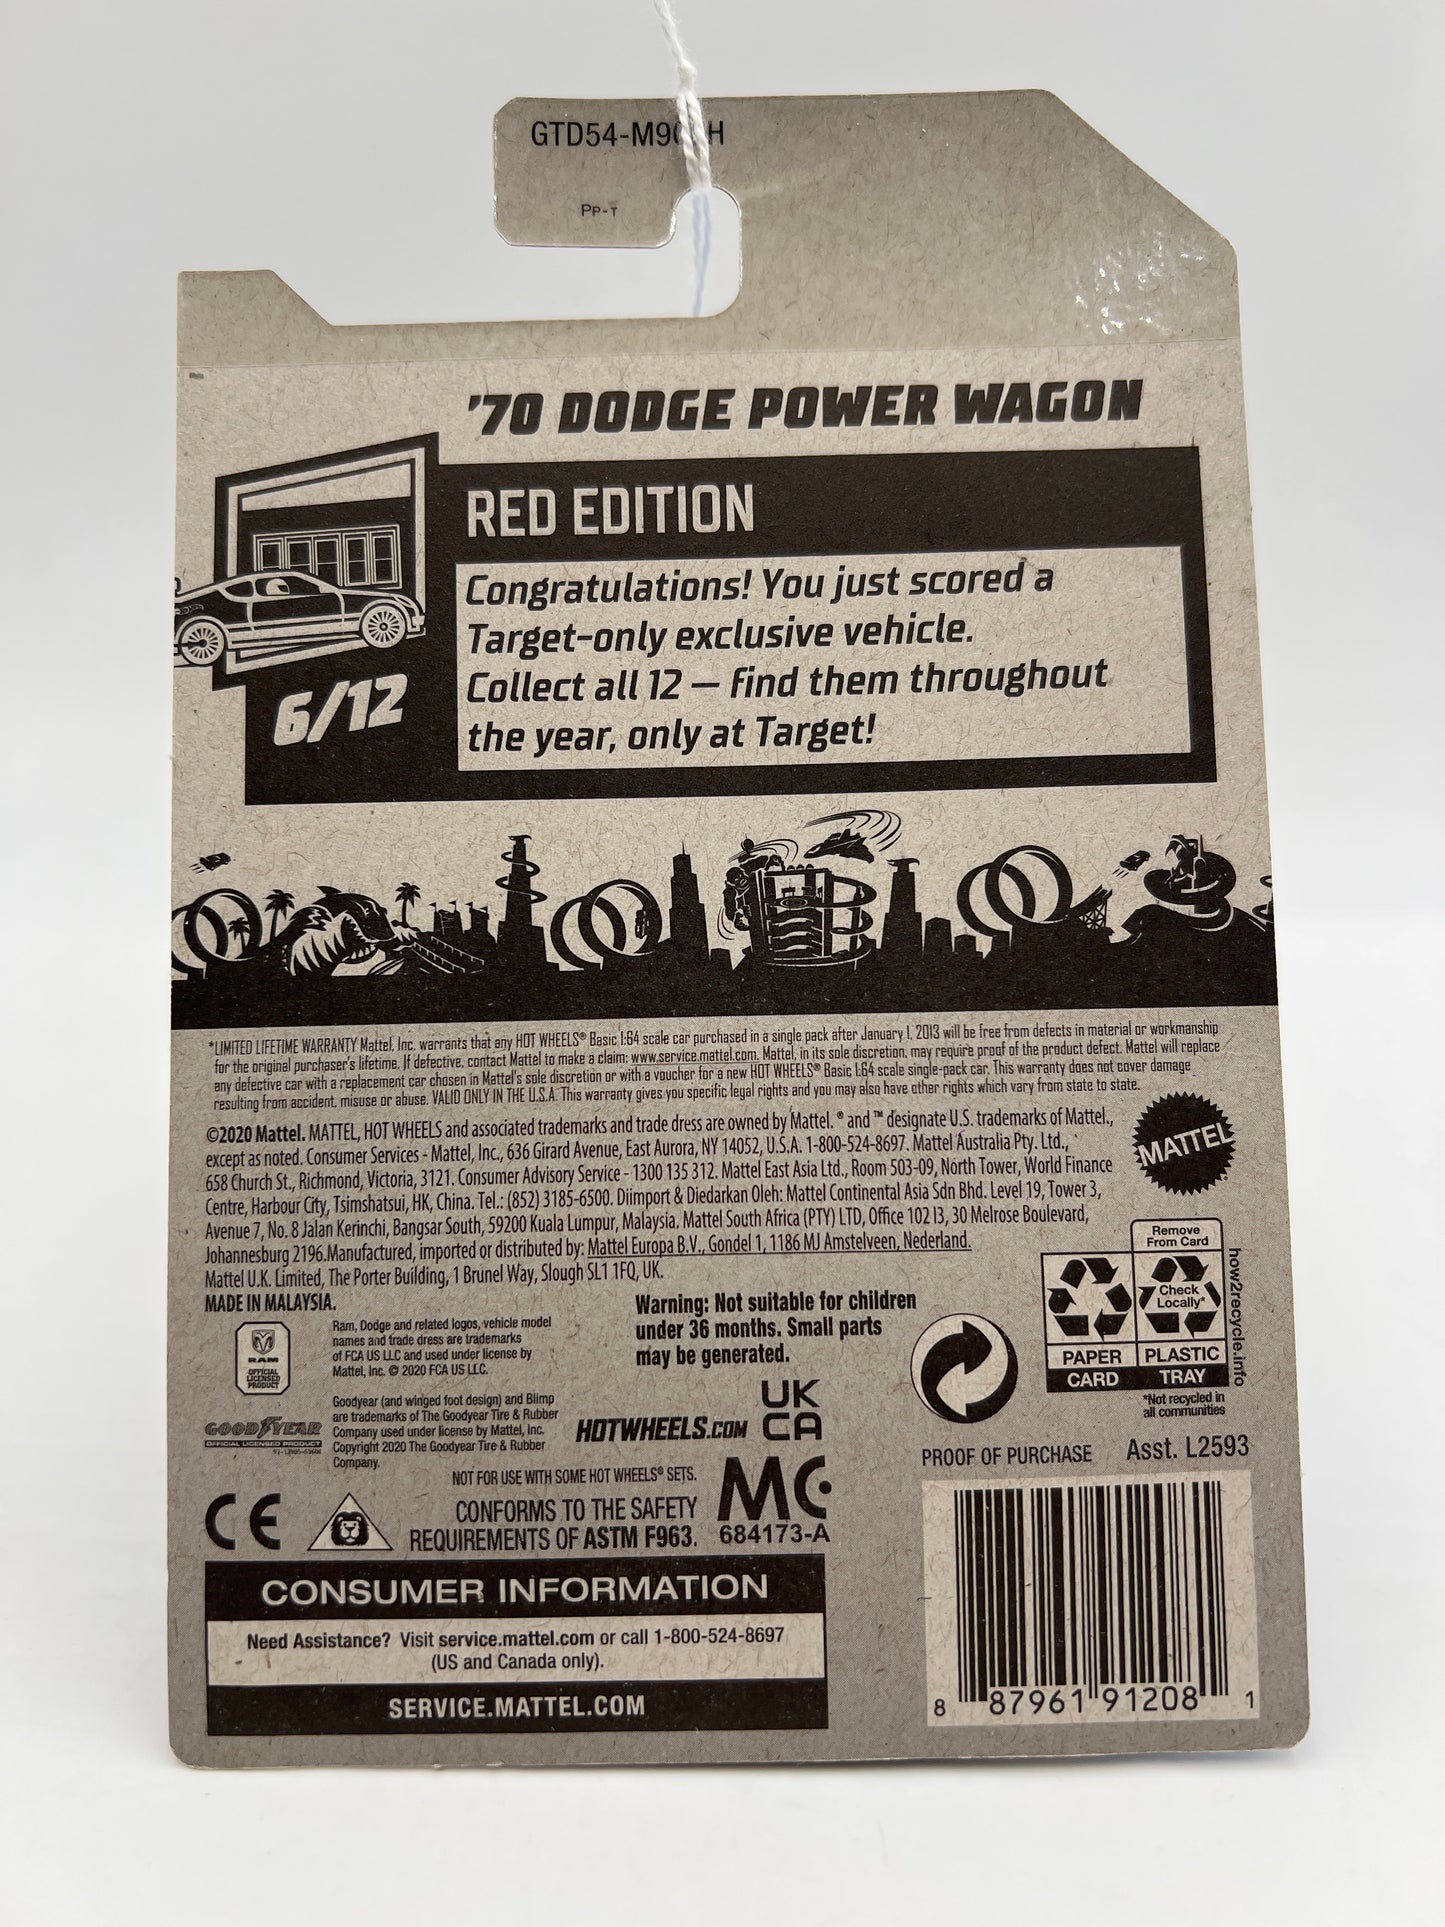 GTD54-M9 H
Pp-T
'70 DODGE POWER WAGON
RED EDITION
Congratulations! You just scored a
Target-only exclusive vehicle.
Collect all 12 – find them throughout
the year, only at Target!
6/12
*LIMITED LIFETIME WARRANTY Mattel, Inc. warrants that any HOT WHEELS® Basic 1:64 scale car purchased in a single pack after January 1, 2013 will be free from defects in material or workmanship
for the original purchaser's lifetime. If defective, contact Mattel to make a claim: www.service.mattel.com. Mattel, in its sole discretion, may require proof of the product defect. Mattel will replace
any defective car with a replacement car chosen in Mattel's sole discretion or with a voucher for a new HOT WHEELS® Basic 1:64 scale single-pack car. This warranty does not cover damage
resulting from accident, misuse or abuse. VALID ONLY IN THE U.S.A. This warranty gives you specific legal rights and you may also have other rights which vary from state to state.
©2020 Mattel. MATTEL, HOT WHEELS and associated trademarks and trade dress are owned by Mattel. ® and ™ designate U.S. trademarks of Mattel.,
except as noted. Consumer Services - Mattel, Inc., 636 Girard Avenue, East Aurora, NY 14052, U.S.A. 1-800-524-8697. Mattel Australia Pty. Ltd.,
658 Church St., Richmond, Victoria, 3121. Consumer Advisory Service - 1300 135 312. Mattel East Asia Ltd., Room 503-09, North Tower, World Finance
Centre, Harbour City, Tsimshatsui, HK, China. Tel.: (852) 3185-6500. Diimport & Diedarkan Oleh: Mattel Continental Asia Sdn Bhd. Level 19, Tower 3,
Avenue 7, No. 8 Jalan Kerinchi, Bangsar South, 59200 Kuala Lumpur, Malaysia. Mattel South Africa (PTY) LTD, Office 102 I3, 30 Melrose Boulevard,
Johannesburg 2196.Manufactured, imported or distributed by: Mattel Europa B.V., Gondel 1, 1186 MJ Amstelveen, Nederland.
Mattel U.K. Limited, The Porter Building, 1 Brunel Way, Slough SL1 1FQ, UK.
MADE IN MALAYSIA.
MATTEL
RAM
OFFICIAL
LICENSED
PRODUCT
Ram, Dodge and related logos, vehicle model
names and trade dress are trademarks
of FCA US LLC and used under license by
Mattel, Inc. © 2020 FCA US LLC.
Warning: Not suitable for children
under 36 months. Small parts
may be generated.
Remove
From Card
Check
Locally*
PAPER
PLASTIC
CARD
TRAY
how2recycle.info
*Not recycled in
all communities
GOODYEAR
OFFICIAL LICENSED PRODUCT
Goodyear (and winged foot design) and Blimp
are trademarks of The Goodyear Tire & Rubber
Company used under license by Mattel, Inc.
Copyright 2020 The Goodyear Tire & Rubber
Company.
HOTWHEELS.COM
UK
CA
NOT FOR USE WITH SOME HOT WHEELS® SETS.
CE
CONFORMS TO THE SAFETY
REQUIREMENTS OF ASTM F963.
MC
684173-A
PROOF OF PURCHASE
Asst. L2593
CONSUMER INFORMATION
Need Assistance? Visit service.mattel.com or call 1-800-524-8697
(US and Canada only).
SERVICE.MATTEL.COM
8 87961 91208 1